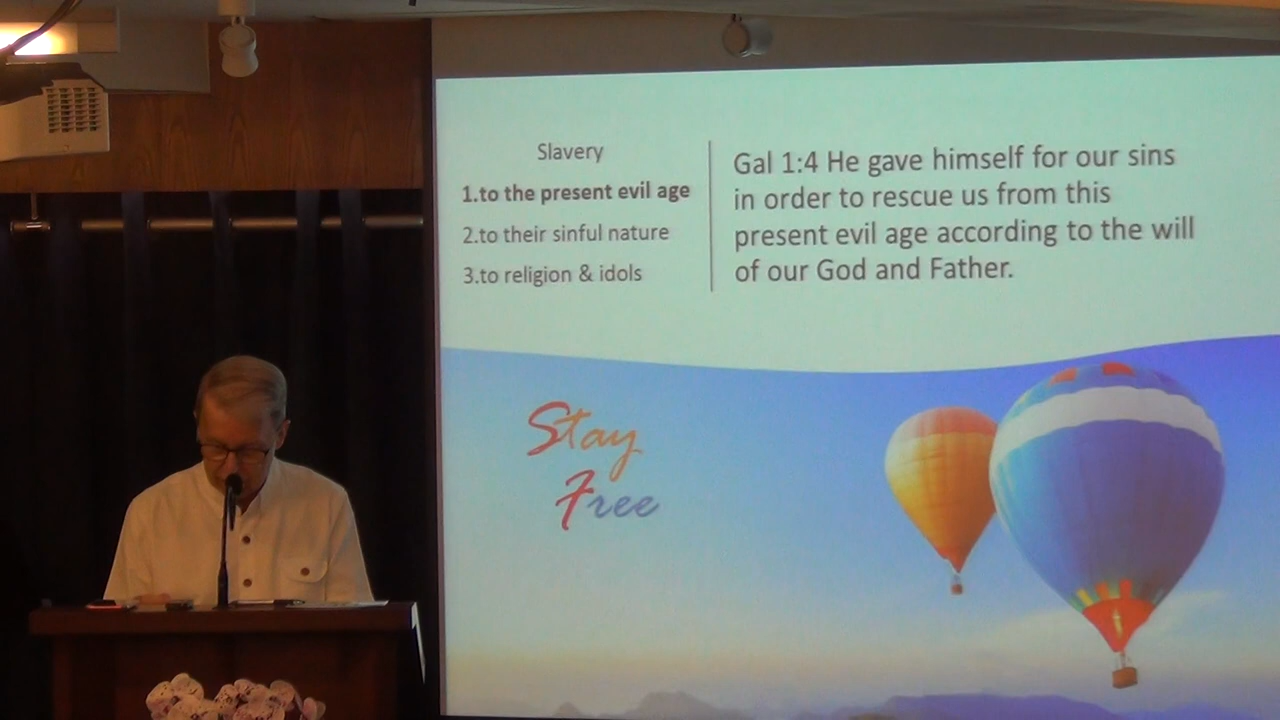 Slavery
1.to the present evil age
2.to their sinful nature
3.to religion & idols
Gal 1:4 He gave himself for our sins
in order to rescue us from this
present evil age according to the will
of our God and Father.
Stay
Free